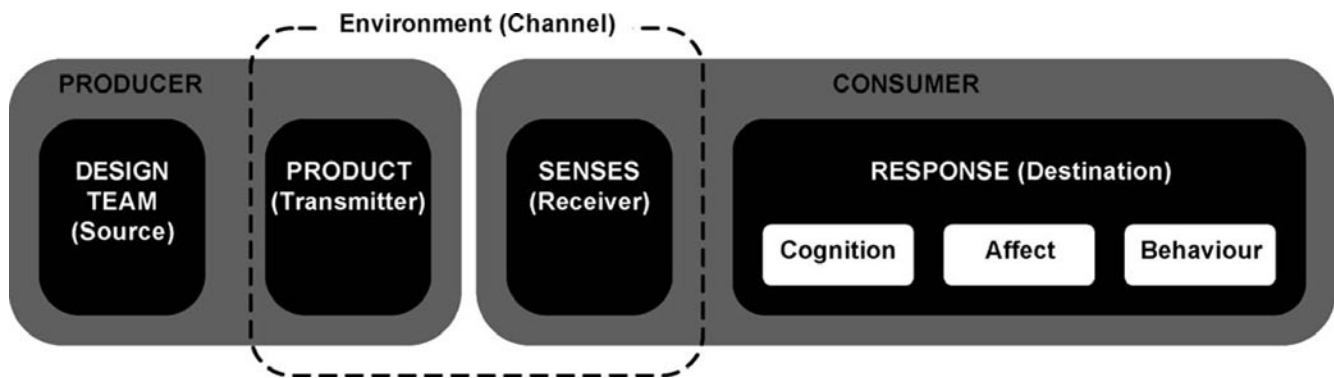 Environment (Channel)
PRODUCER
CONSUMER
DESIGN
TEAM
(Source)
PRODUCT
(Transmitter)
SENSES
(Receiver)
RESPONSE (Destination)
Cognition
Affect
Behaviour